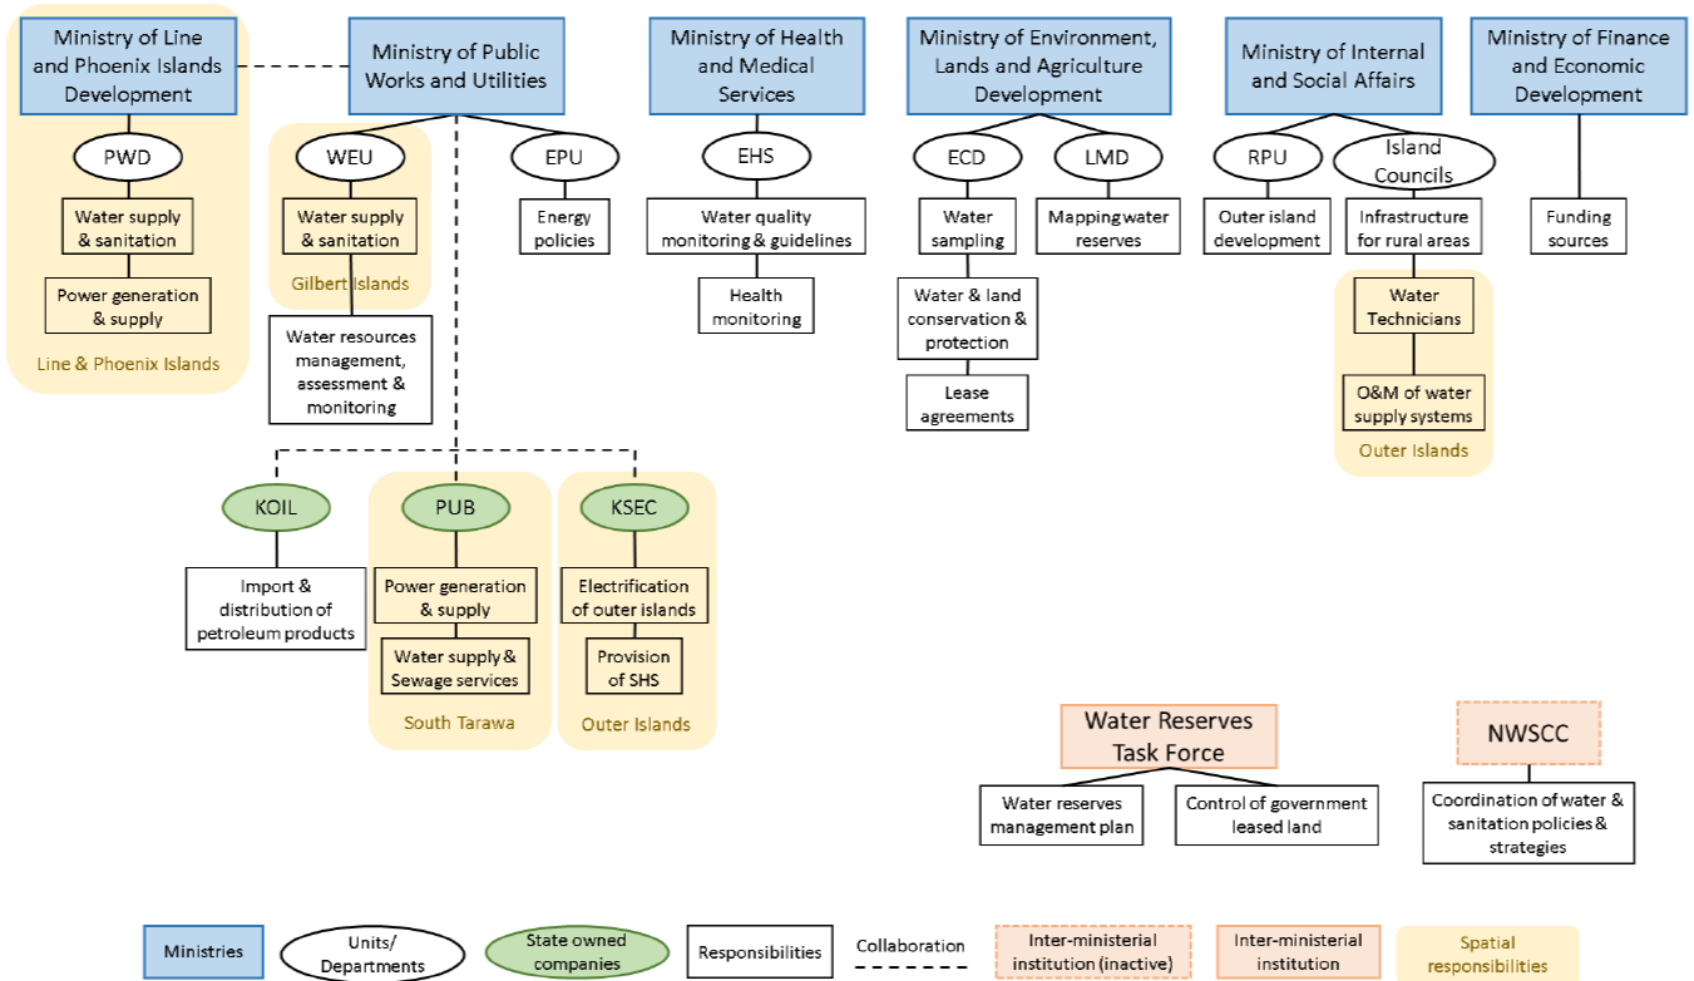 Ministry of Line
and Phoenix Islands
Development
Ministry of Public
Works and Utilities
Ministry of Health
and Medical
Services
Ministry of Environment,
Lands and Agriculture
Development
Ministry of Internal
and Social Affairs
Ministry of Finance
and Economic
Development
PWD
WEU
EPU
EHS
ECD
LMD
RPU
Island
Councils
Water supply
& sanitation
Power generation
& supply
Line & Phoenix Islands
Water supply
& sanitation
Gilbert Islands
Water resources
management,
assessment &
monitoring
Energy
policies
Water quality
monitoring & guidelines
Health
monitoring
Water
sampling
Water & land
conservation &
protection
Lease
agreements
Mapping water
reserves
Outer island
development
Infrastructure
for rural areas
Water
Technicians
O&M of water
supply systems
Outer Islands
Funding
sources
KOIL
PUB
KSEC
Import &
distribution of
petroleum products
Power generation
& supply
Water supply &
Sewage services
South Tarawa
Electrification
of outer islands
Provision
of SHS
Outer Islands
Water Reserves
Task Force
Water reserves
management plan
Control of government
leased land
NWSCC
Coordination of water &
sanitation policies &
strategies
Ministries
Units/
Departments
State owned
companies
Responsibilities
Collaboration
Inter-ministerial
institution (inactive)
Inter-ministerial
institution
Spatial
responsibilities